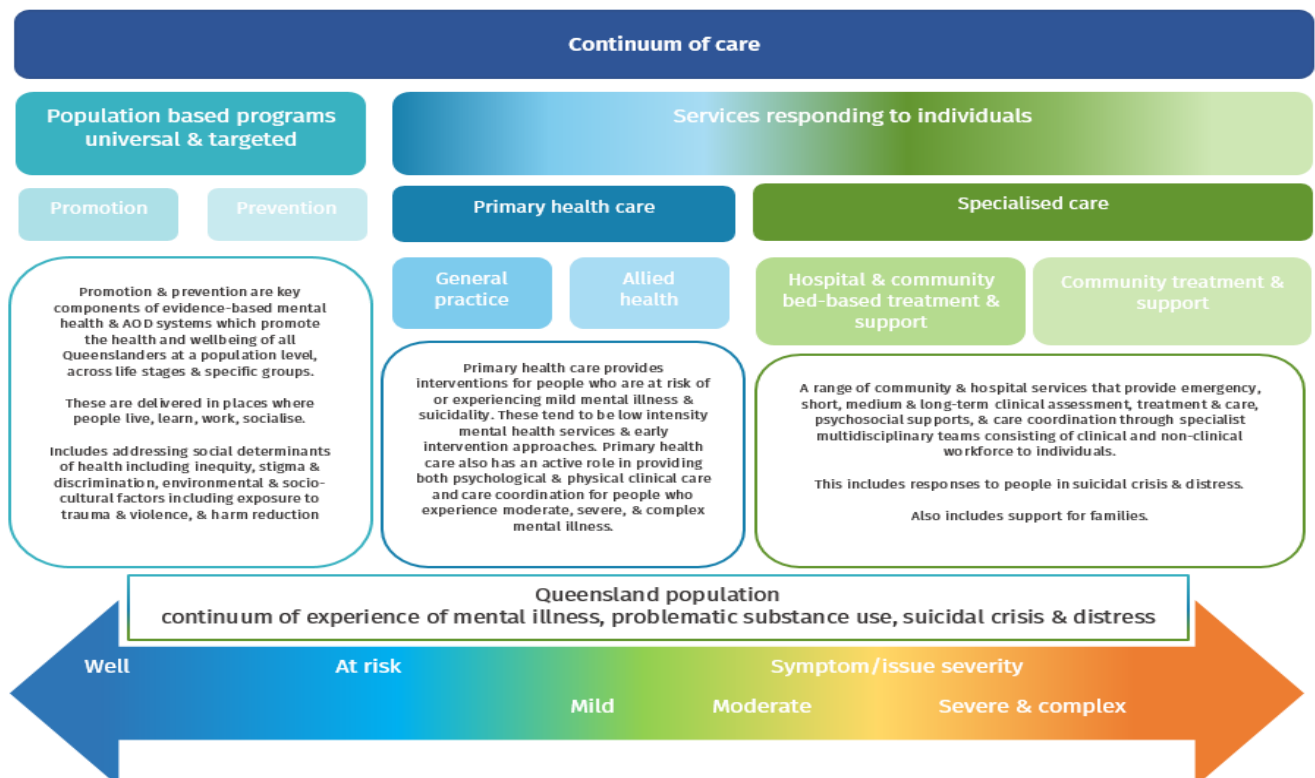 Continuum of care
Population based programs
universal & targeted
Services responding to individuals
Promotion
Prevention
Primary health care
Specialised care
General
practice
Allied
health
Hospital & community
bed-based treatment &
support
Community treatment &
support
Promotion & prevention are key
components of evidence-based mental
health & AOD systems which promote
the health and wellbeing of all
Queenslanders at a population level,
across life stages & specific groups.
These are delivered in places where
people live, learn, work, socialise.
Includes addressing social determinants
of health including inequity, stigma &
discrimination, environmental & socio-
cultural factors including exposure to
trauma & violence, & harm reduction
Primary health care provides
interventions for people who are at risk of
or experiencing mild mental illness &
suicidality. These tend to be low intensity
mental health services & early
intervention approaches. Primary health
care also has an active role in providing
both psychological & physical clinical care
and care coordination for people who
experience moderate, severe, & complex
mental illness.
A range of community & hospital services that provide emergency,
short, medium & long-term clinical assessment, treatment & care,
psychosocial supports, & care coordination through specialist
multidisciplinary teams consisting of clinical and non-clinical
workforce to individuals.
This includes responses to people in suicidal crisis & distress.
Also includes support for families.
Queensland population
continuum of experience of mental illness, problematic substance use, suicidal crisis & distress
Well
At risk
Symptom/issue severity
Mild
Moderate
Severe & complex